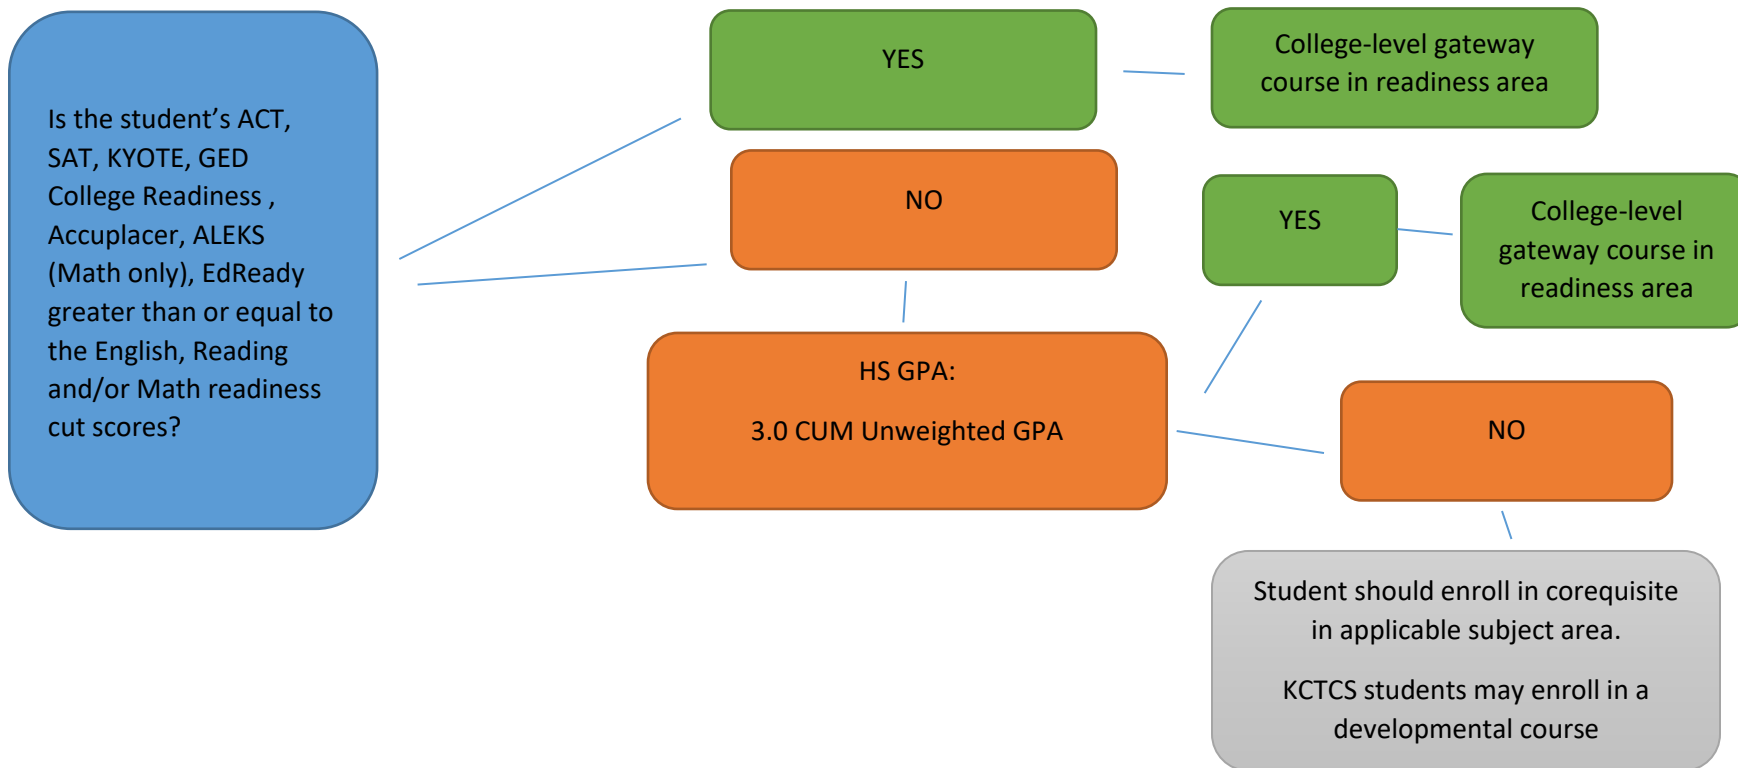 Is the student’s ACT,
SAT, KYOTE, GED
College Readiness ,
Accuplacer, ALEKS
(Math only), EdReady
greater than or equal to
the English, Reading
and/or Math readiness
cut scores?
YES
College-level gateway
course in readiness area
NO
YES
College-level
gateway course in
readiness area
HS GPA:
3.0 CUM Unweighted GPA
NO
Student should enroll in corequisite
in applicable subject area.
KCTCS students may enroll in a
developmental course